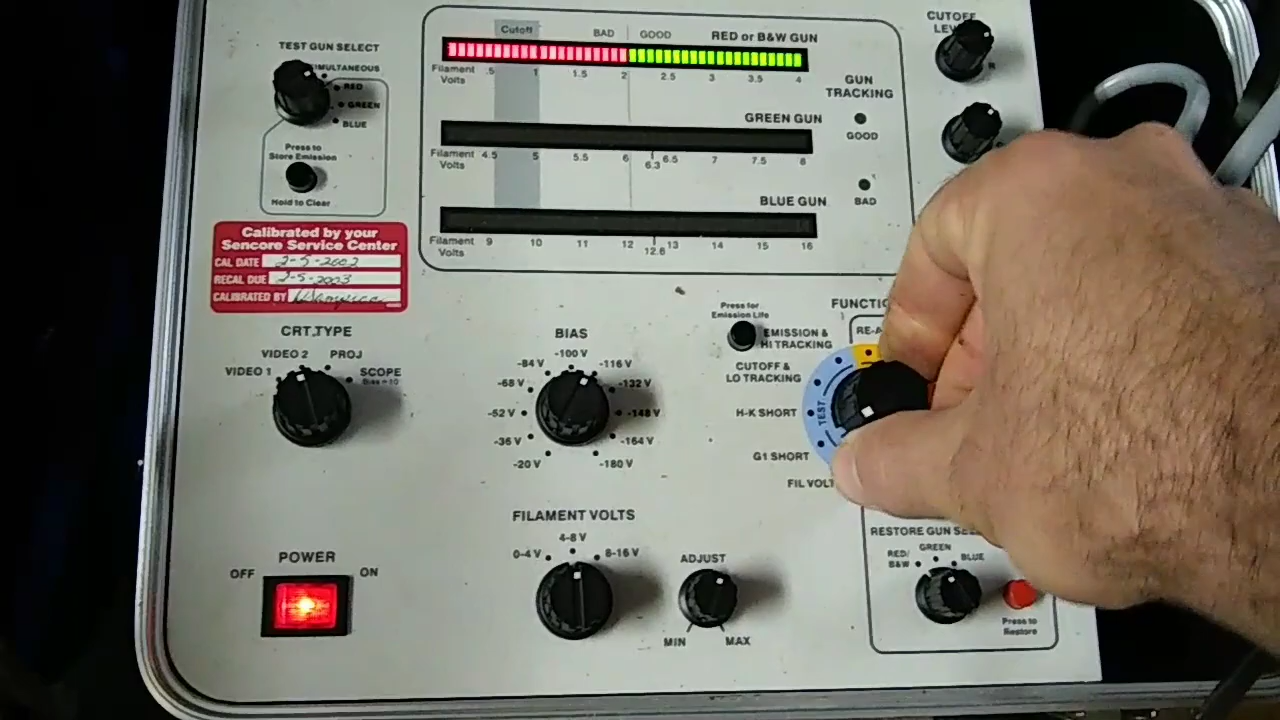 TEST GUN SELECT
SIMULTANEOUS
RED
GREEN
BLUE
Press to
Store Emission
Hold to Clear
Cutoff BAD GOOD RED or B&W GUN
Filament
Volts .5 1 1.5 2 2.5 3 3.5 4
GREEN GUN
Filament
Volts 4.5 5 5.5 6 6.3 6.5 7 7.5 8
BLUE GUN
Filament
Volts 9 10 11 12 12.6 13 14 15 16
GUN
TRACKING
GOOD
BAD
CUTOFF
R
Calibrated by your
Sencore Service Center
CAL DATE 2-5-2002
RECAL DUE 2-5-2003
CALIBRATED BY
CRT TYPE
VIDEO 1
VIDEO 2
PROJ
SCOPE
Bias ÷ 10
BIAS
-20 V
-36 V
-52 V
-68 V
-84 V
-100 V
-116 V
-132 V
-148 V
-164 V
-180 V
Press for
Emission Life
EMISSION &
HI TRACKING
CUTOFF &
LO TRACKING
H-K SHORT
G1 SHORT
TEST
POWER
OFF ON
FILAMENT VOLTS
0-4 V
4-8 V
8-16 V
ADJUST
MIN MAX
RESTORE GUN
RED/
B&W
GREEN
BLUE
Press to
Restore